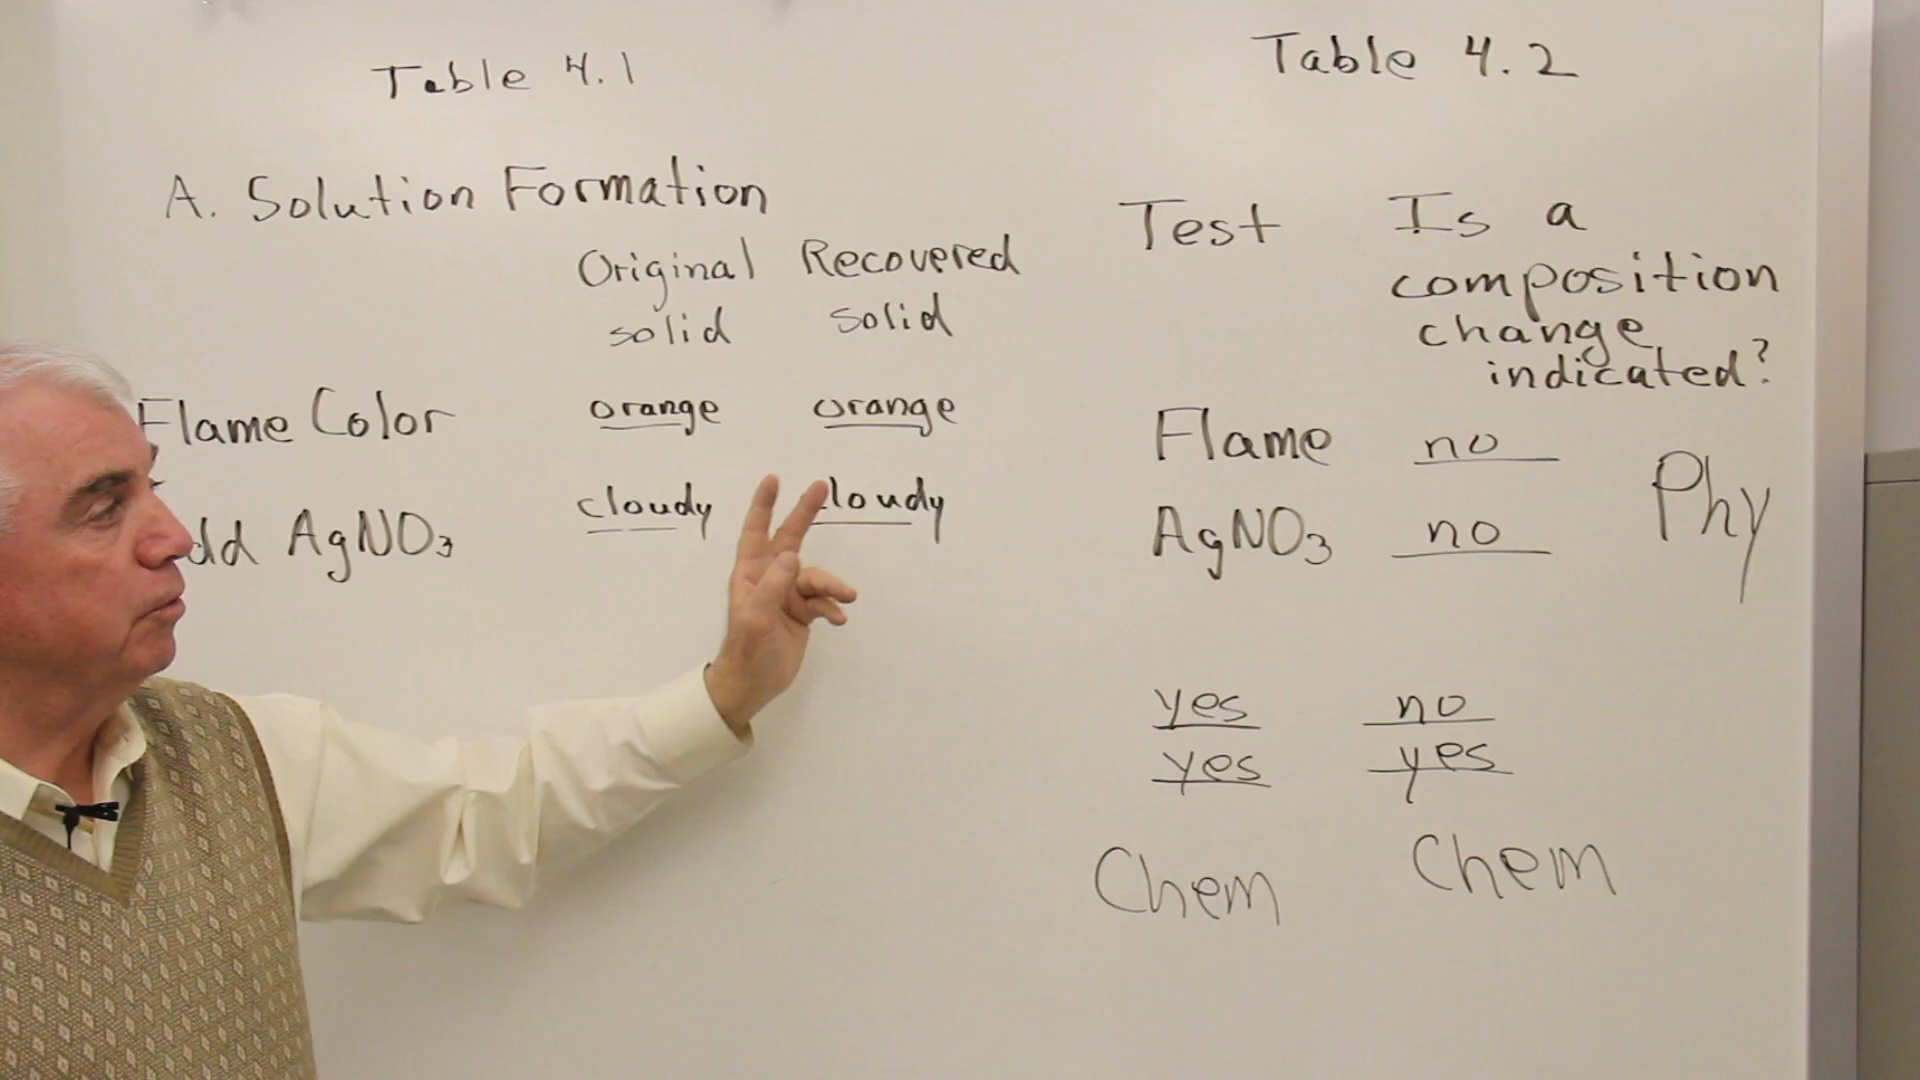 Table 4.1
A. Solution Formation
Original Recovered
solid solid
Flame Color orange orange
AgNO3 cloudy cloudy
Table 4.2
Test Is a
composition
change
indicated?
Flame no
AgNO3 no
Phy
yes no
yes yes
Chem Chem